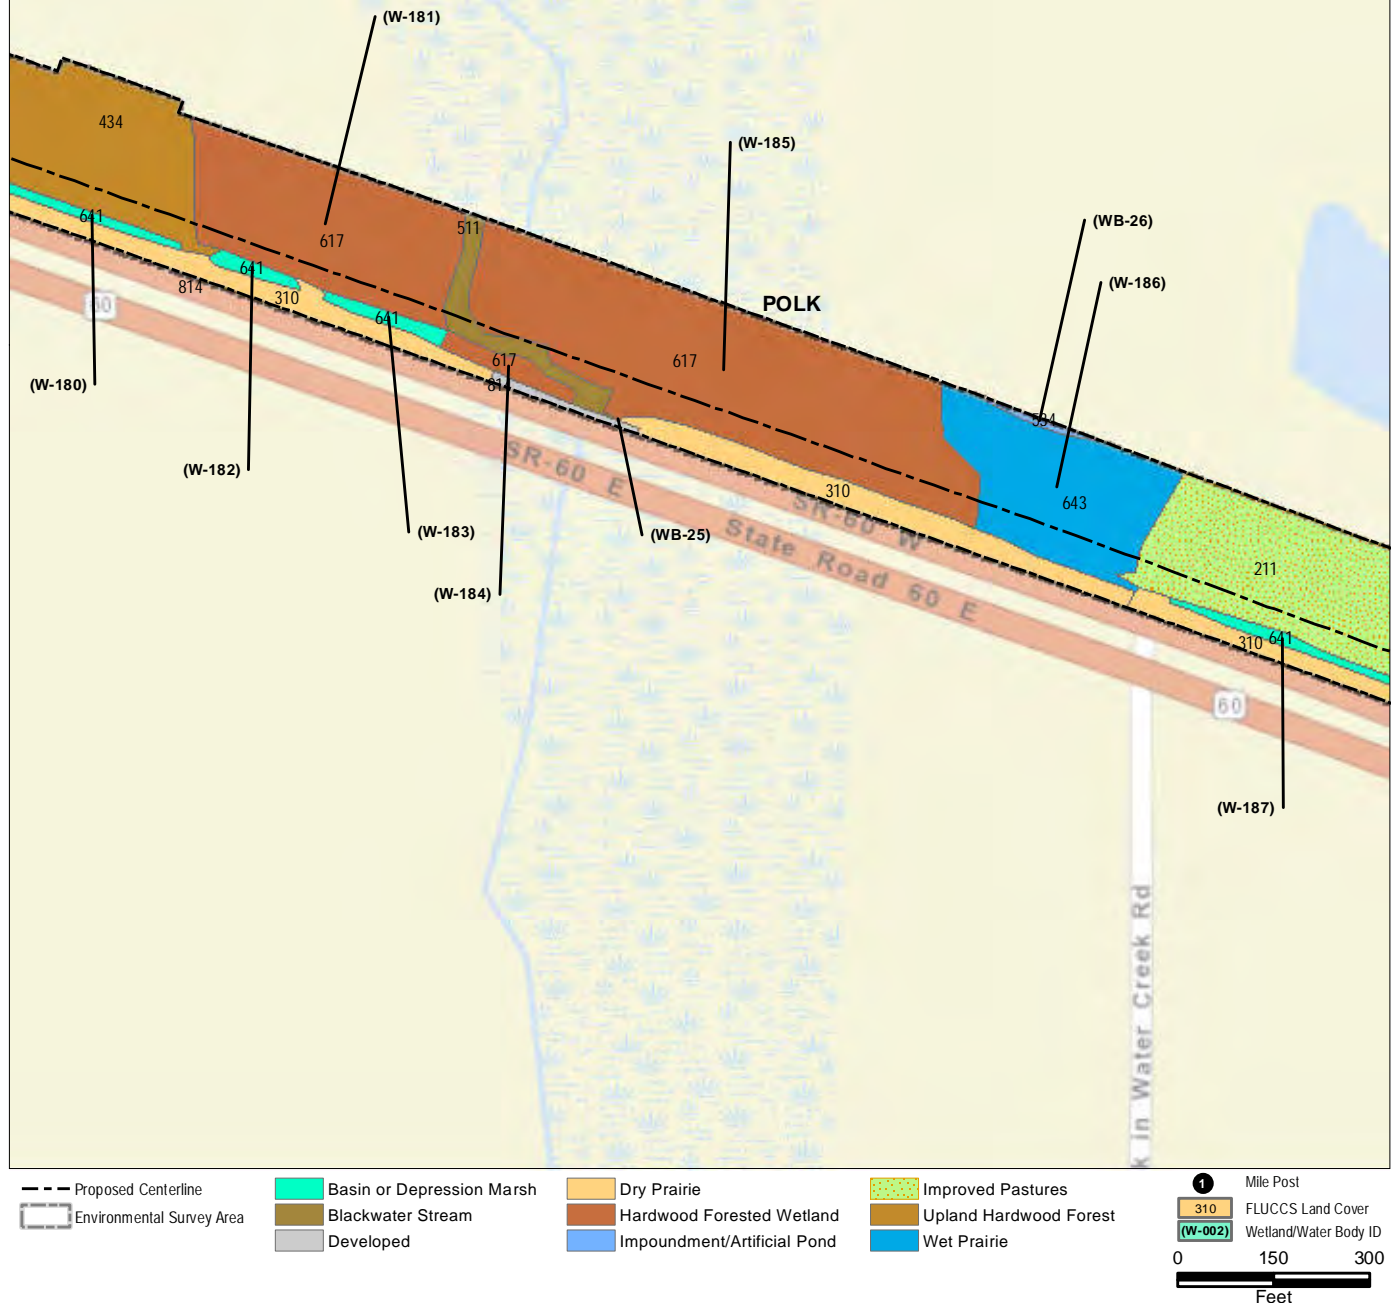 (W-181)
434
(W-185)
641
617
511
(WB-26)
641
(W-186)
814
310
60
641
POLK
617
617
814
(W-180)
534
SR-60 E
(W-182)
310
643
SR-60 W
(W-183)
(WB-25)
State Road 60 E
211
(W-184)
310
641
60
(W-187)
k in Water Creek Rd
Proposed Centerline
Environmental Survey Area
Basin or Depression Marsh
Blackwater Stream
Developed
Dry Prairie
Hardwood Forested Wetland
Impoundment/Artificial Pond
Improved Pastures
Upland Hardwood Forest
Wet Prairie
1 Mile Post
310 FLUCCS Land Cover
(W-002) Wetland/Water Body ID
0 150 300
Feet